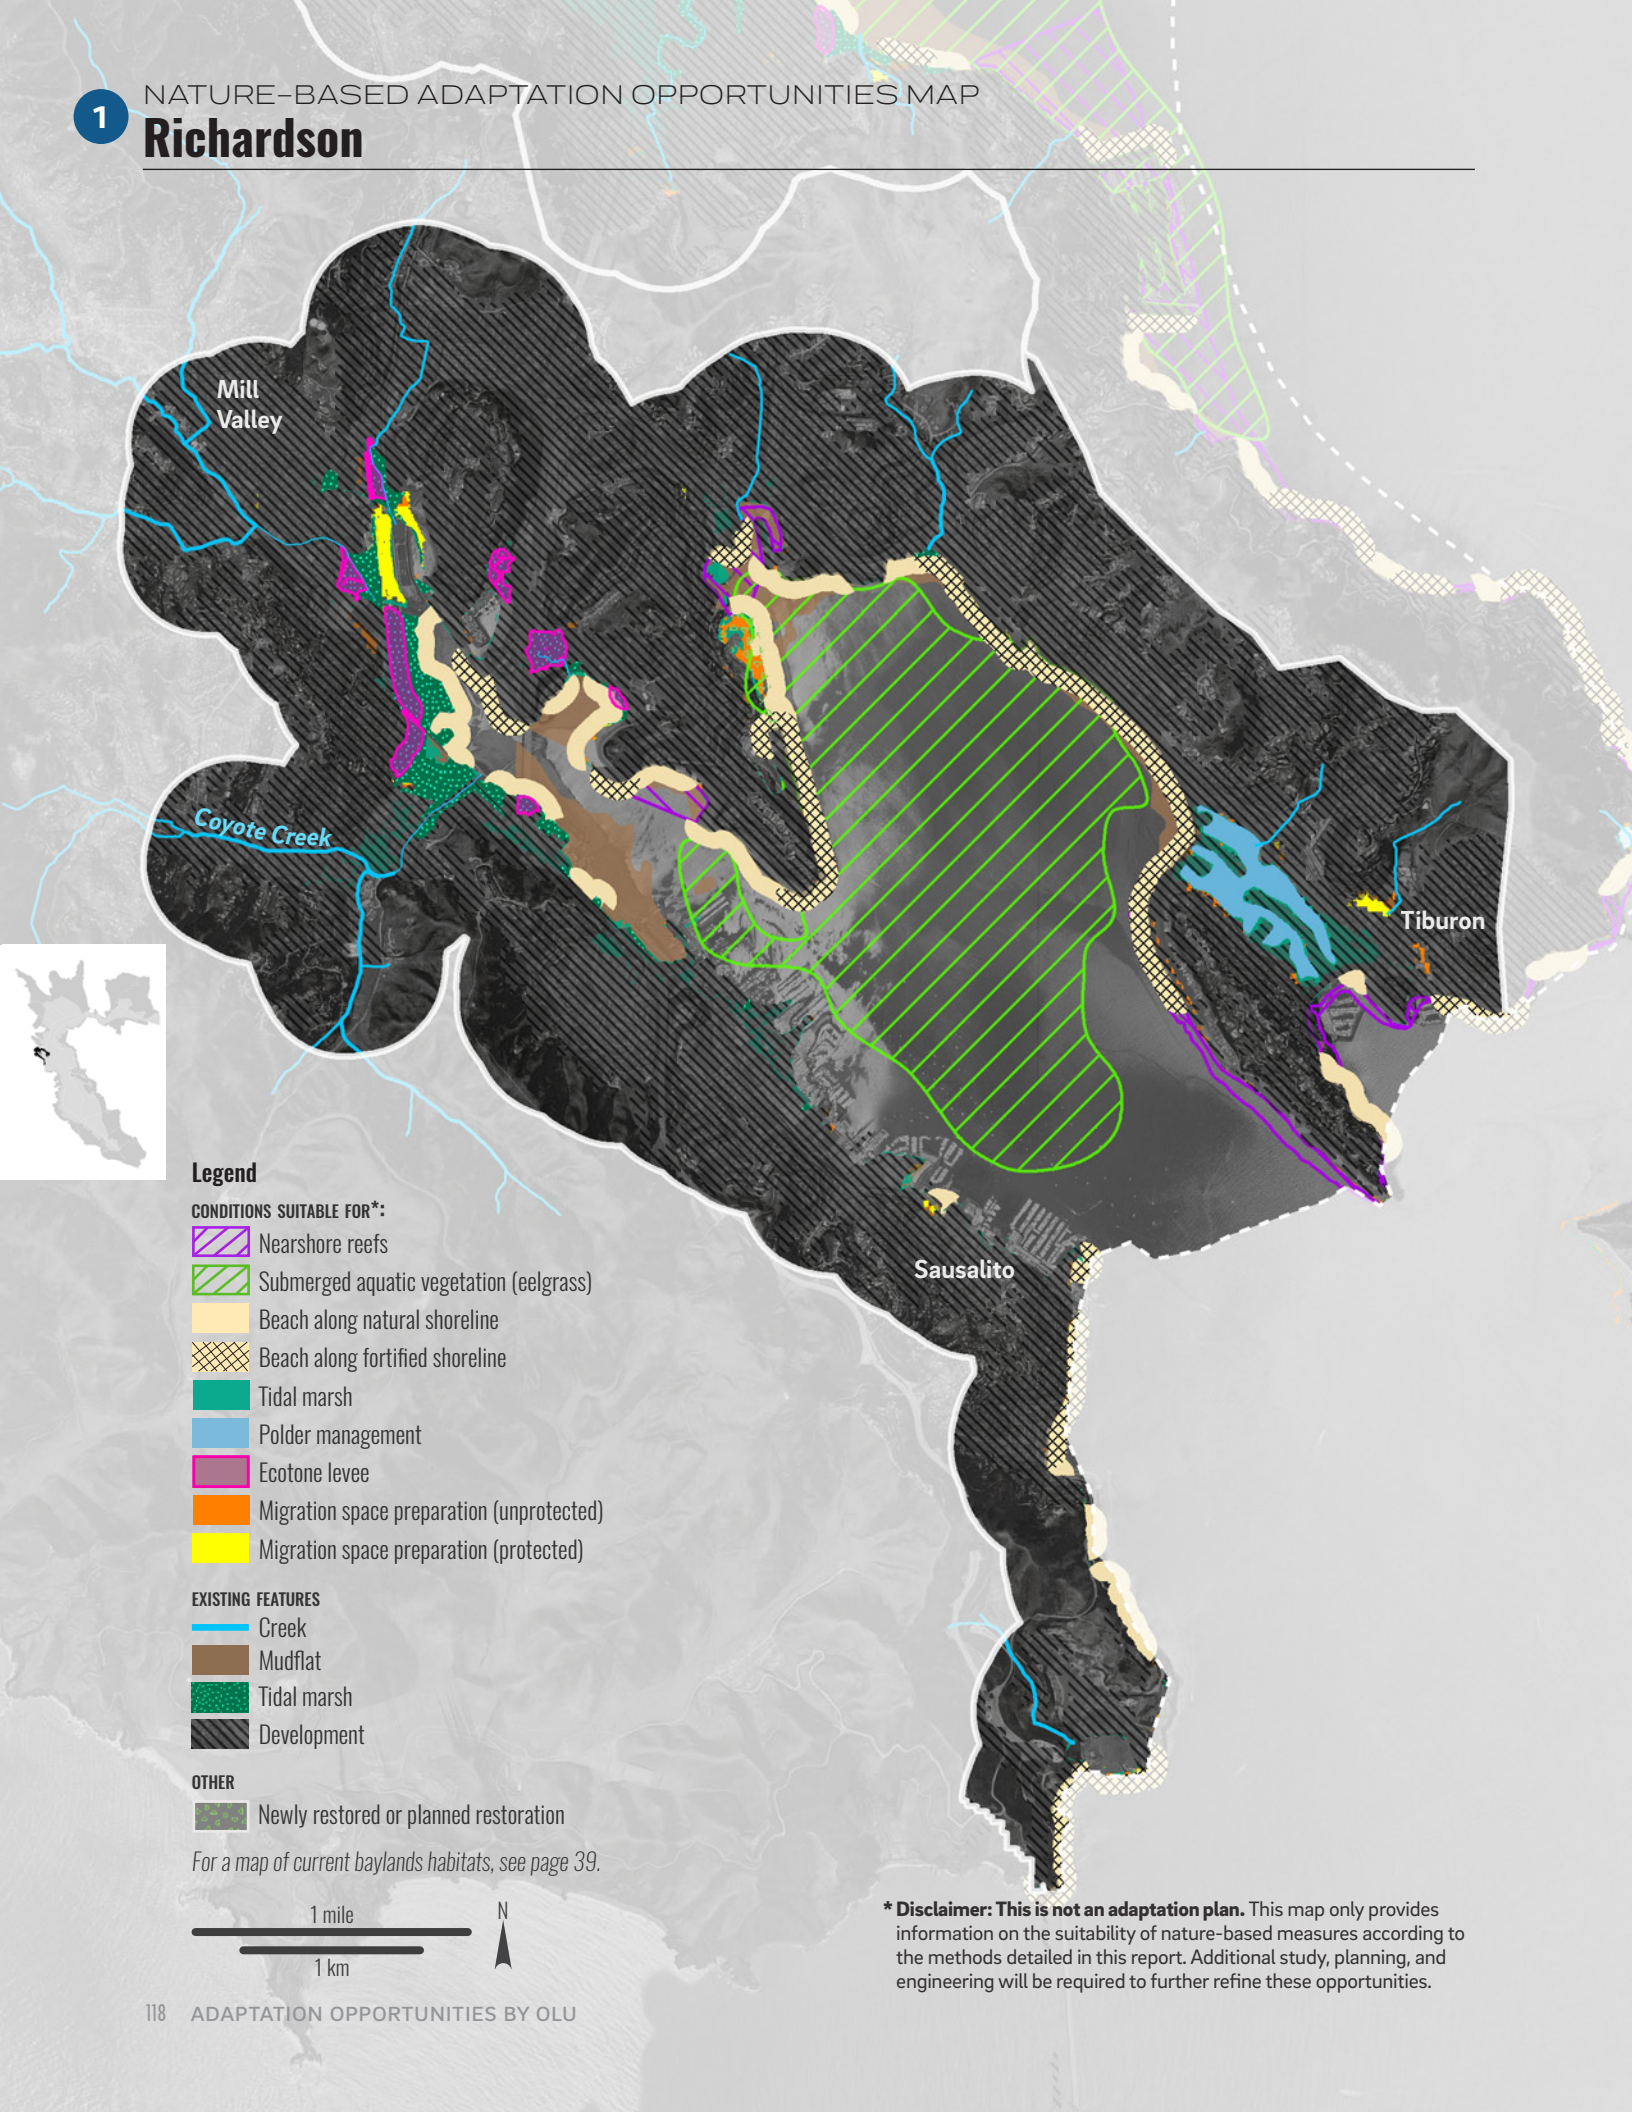 1
NATURE-BASED ADAPTATION OPPORTUNITIES MAP
Richardson
Mill
Valley
Coyote Creek
Tiburon
Sausalito
Legend
CONDITIONS SUITABLE FOR*:
Nearshore reefs
Submerged aquatic vegetation (eelgrass)
Beach along natural shoreline
Beach along fortified shoreline
Tidal marsh
Polder management
Ecotone levee
Migration space preparation (unprotected)
Migration space preparation (protected)
EXISTING FEATURES
Creek
Mudflat
Tidal marsh
Development
OTHER
Newly restored or planned restoration
For a map of current baylands habitats, see page 39.
1 mile
1 km
N
* Disclaimer: This is not an adaptation plan. This map only provides
information on the suitability of nature-based measures according to
the methods detailed in this report. Additional study, planning, and
engineering will be required to further refine these opportunities.
118 ADAPTATION OPPORTUNITIES BY OLU